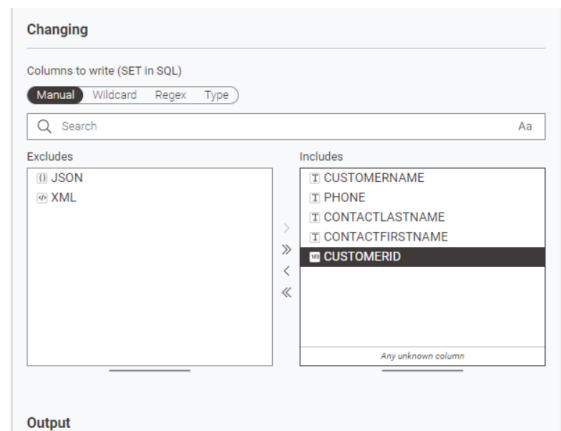 Changing
Columns to write (SET in SQL)
Manual Wildcard Regex Type
Search Aa
Excludes
Includes
JSON
XML
CUSTOMERNAME
PHONE
CONTACTLASTNAME
CONTACTFIRSTNAME
CUSTOMERID
Any unknown column
Output